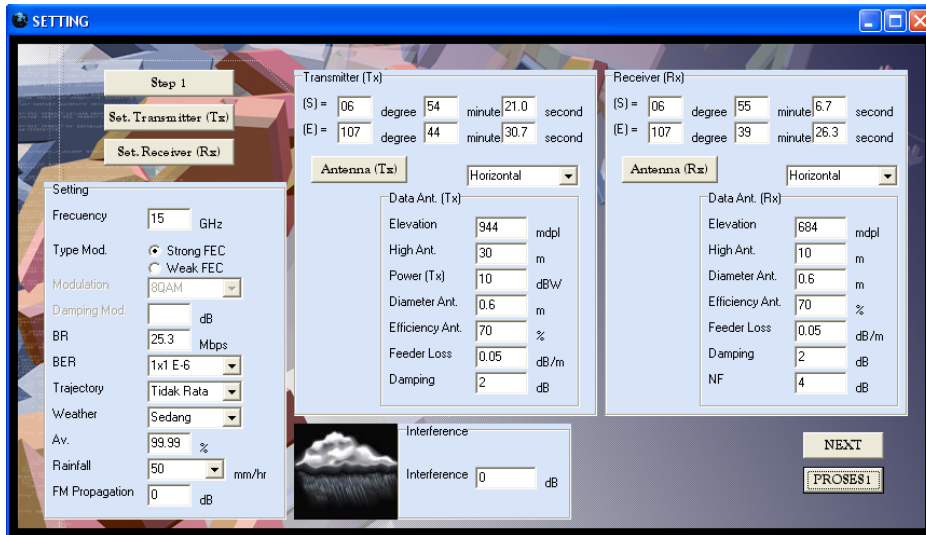 SETTING
Step 1
Set. Transmitter (Tx)
Set. Receiver (Rx)
Setting
Frecuency 15 GHz
Type Mod. Strong FEC
Weak FEC
Modulation 8QAM
Damping Mod. dB
BR 25.3 Mbps
BER 1x1 E-6
Trajectory Tidak Rata
Weather Sedang
Av. 99.99 %
Rainfall 50 mm/hr
FM Propagation 0 dB
Transmitter (Tx)
(S) = 06 degree 54 minute 21.0 second
(E) = 107 degree 44 minute 30.7 second
Antenna (Tx) Horizontal
Data Ant. (Tx)
Elevation 944 mdpl
High Ant. 30 m
Power (Tx) 10 dBW
Diameter Ant. 0.6 m
Efficiency Ant. 70 %
Feeder Loss 0.05 dB/m
Damping 2 dB
Receiver (Rx)
(S) = 06 degree 55 minute 6.7 second
(E) = 107 degree 39 minute 26.3 second
Antenna (Rx) Horizontal
Data Ant. (Rx)
Elevation 684 mdpl
High Ant. 10 m
Diameter Ant. 0.6 m
Efficiency Ant. 70 %
Feeder Loss 0.05 dB/m
Damping 2 dB
NF 4 dB
Interference
Interference 0 dB
NEXT
PROSES1